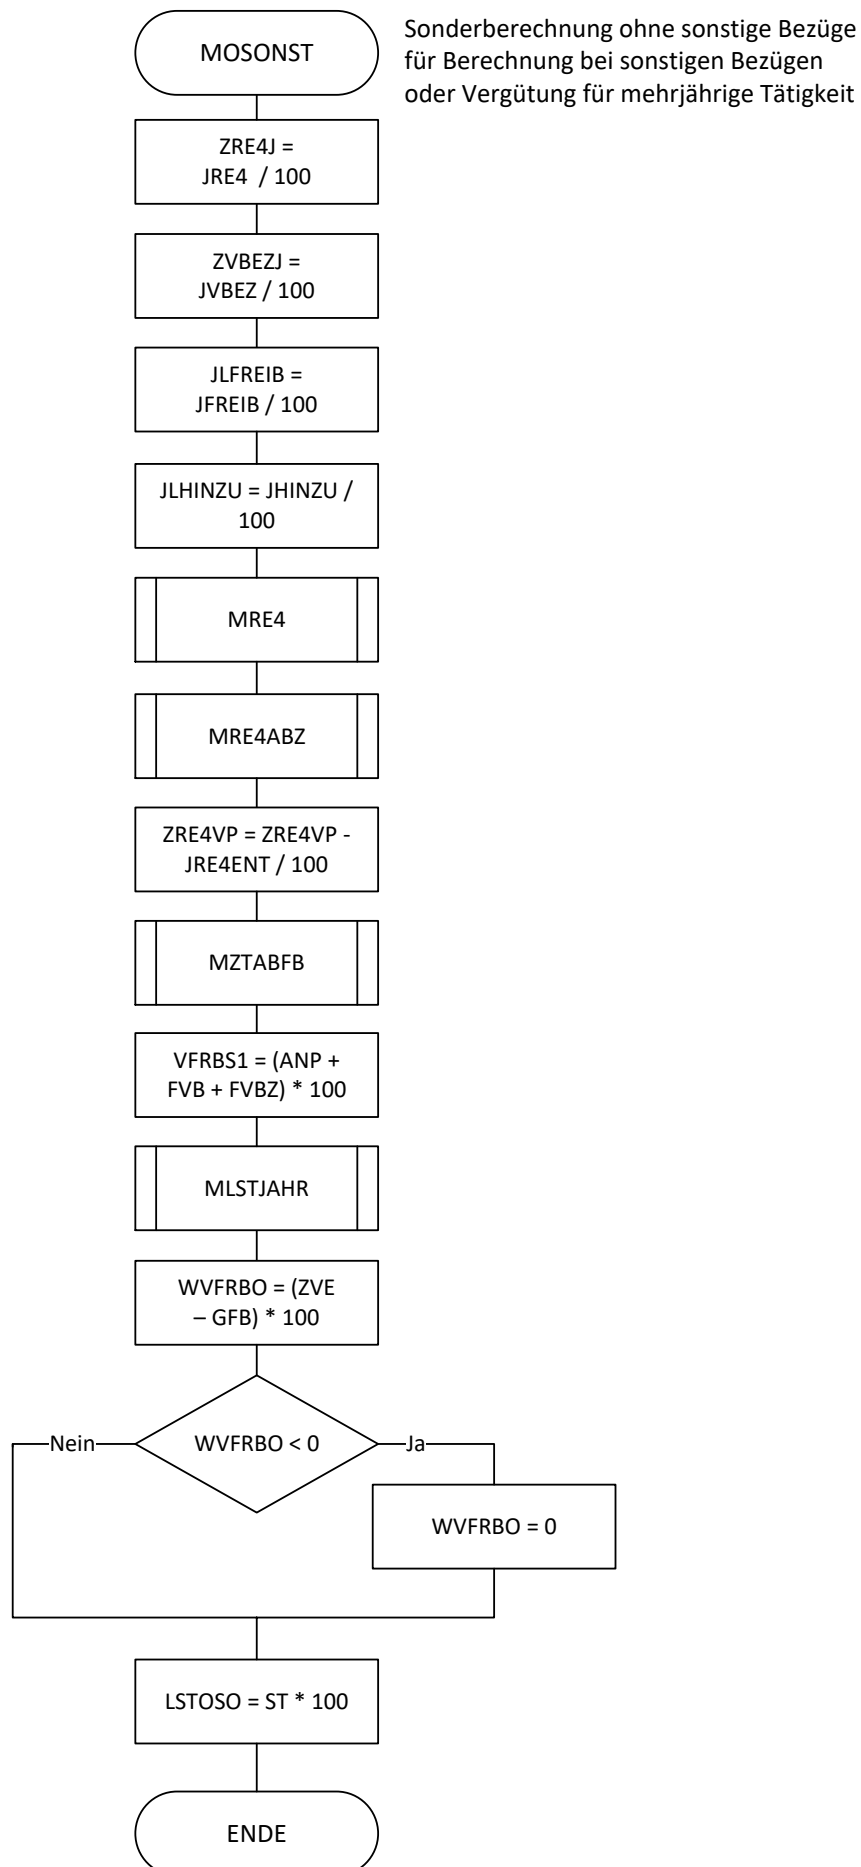 MOSONST
Sonderberechnung ohne sonstige Bezüge
für Berechnung bei sonstigen Bezügen
oder Vergütung für mehrjährige Tätigkeit
ZRE4J =
JRE4 / 100
ZVBEZJ =
JVBEZ / 100
JLFREIB =
JFREIB / 100
JLHINZU = JHINZU /
100
MRE4
MRE4ABZ
ZRE4VP = ZRE4VP -
JRE4ENT / 100
MZTABFB
VFRBS1 = (ANP +
FVB + FVBZ) * 100
MLSTJAHR
WVFRBO = (ZVE
– GFB) * 100
Nein
WVFRBO < 0
Ja
WVFRBO = 0
LSTOSO = ST * 100
ENDE